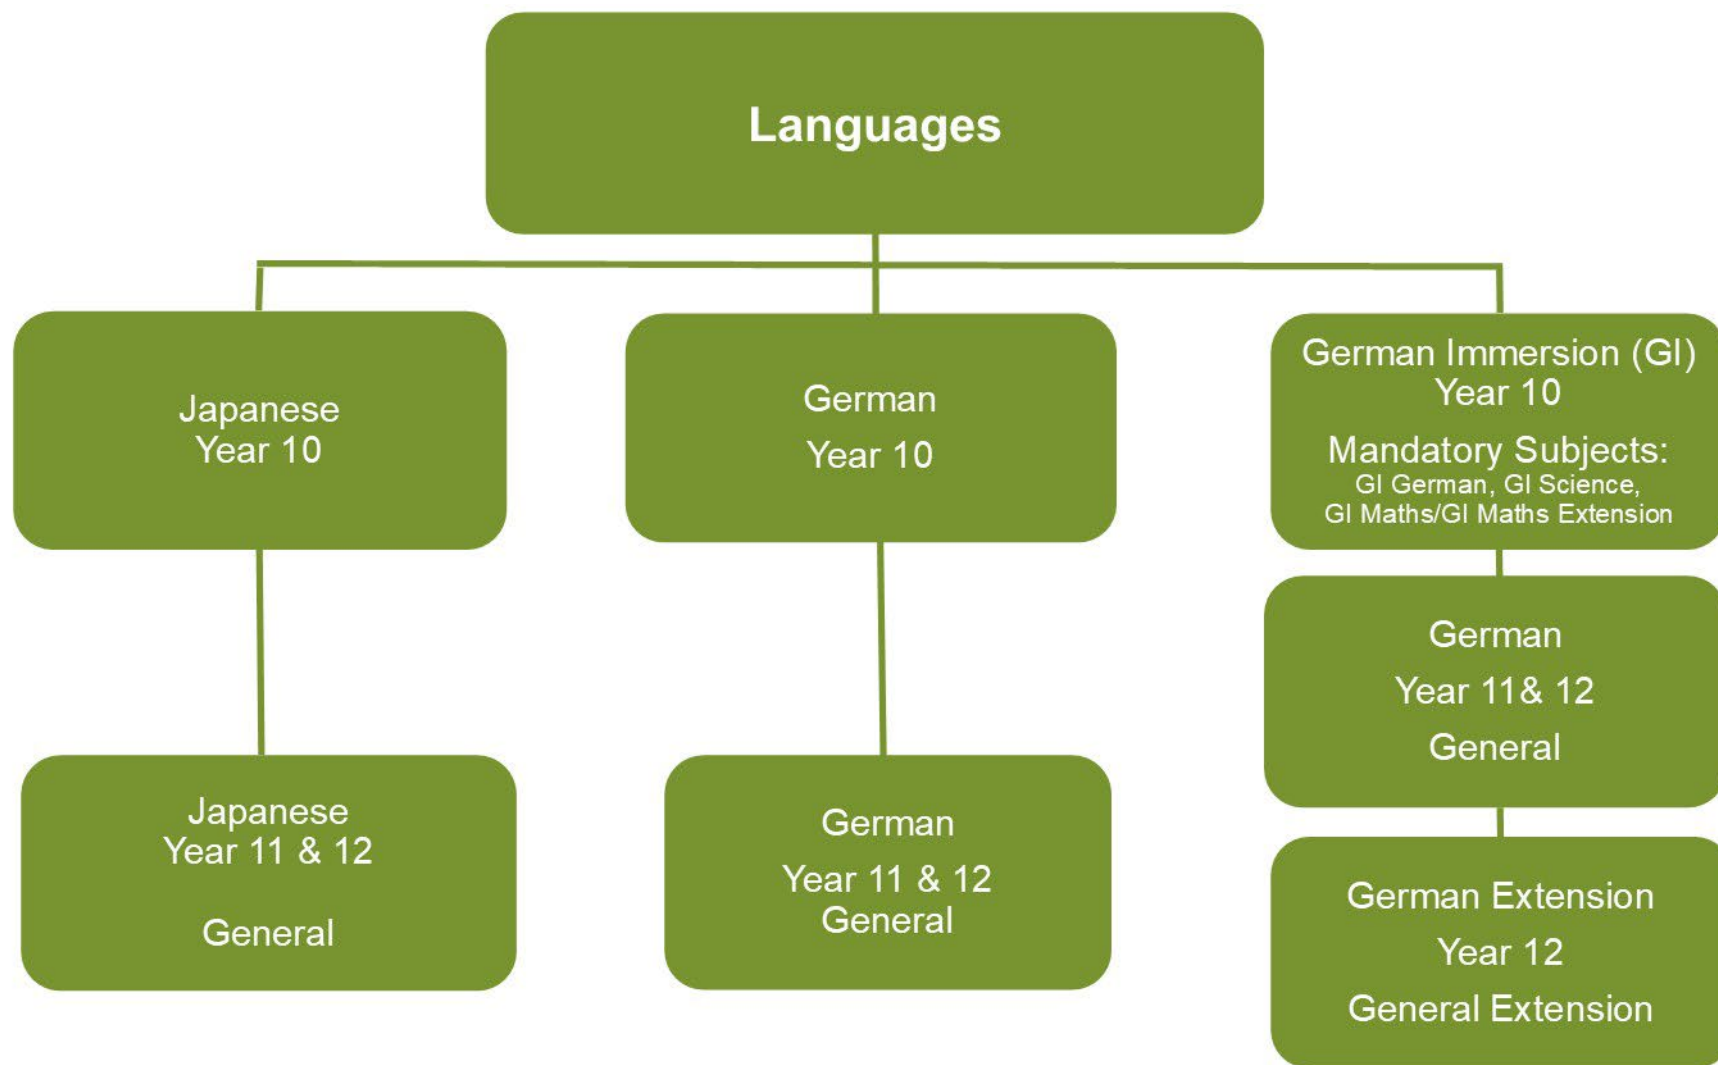 Languages
Japanese
Year 10
German
Year 10
German Immersion (GI)
Year 10
Mandatory Subjects:
GI German, GI Science,
GI Maths/GI Maths Extension
German
Year 11& 12
General
Japanese
Year 11 & 12
General
German
Year 11 & 12
General
German Extension
Year 12
General Extension